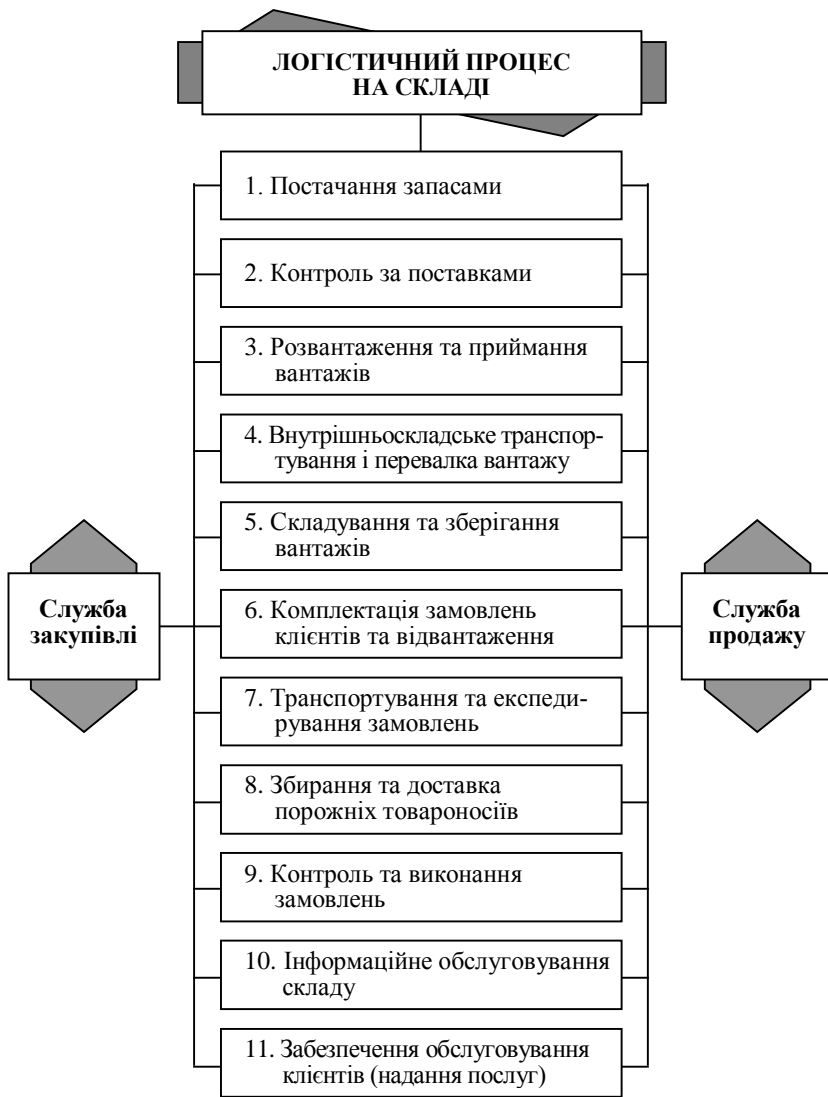 ЛОГІСТИЧНИЙ ПРОЦЕС
НА СКЛАДІ
1. Постачання запасами
2. Контроль за поставками
3. Розвантаження та приймання
вантажів
4. Внутрішньоскладське транспор-
тування і перевалка вантажу
5. Складування та зберігання
вантажів
Служба
закупівлі
6. Комплектація замовлень
клієнтів та відвантаження
Служба
продажу
7. Транспортування та експеди-
рування замовлень
8. Збирання та доставка
порожніх товароносіїв
9. Контроль та виконання
замовлень
10. Інформаційне обслуговування
складу
11. Забезпечення обслуговування
клієнтів (надання послуг)